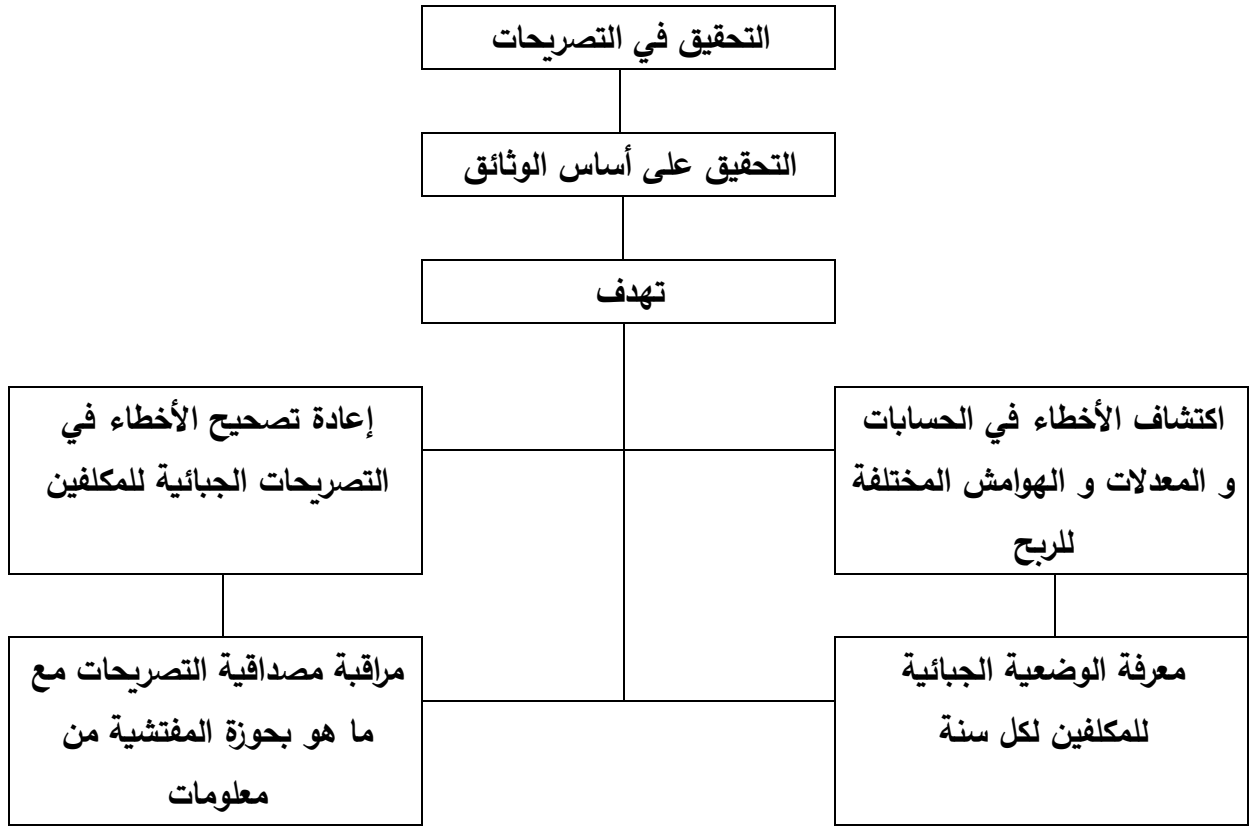 التحقيق في التصريحات
التحقيق على أساس الوثائق
تهدف
اكتشاف الأخطاء في الحسابات
و المعدلات و الهوامش المختلفة
للربح
إعادة تصحيح الأخطاء في
التصريحات الجبائية للمكلفين
معرفة الوضعية الجبائية
للمكلفين لكل سنة
مراقبة مصداقية التصريحات مع
ما هو بحوزة المفتشية من
معلومات